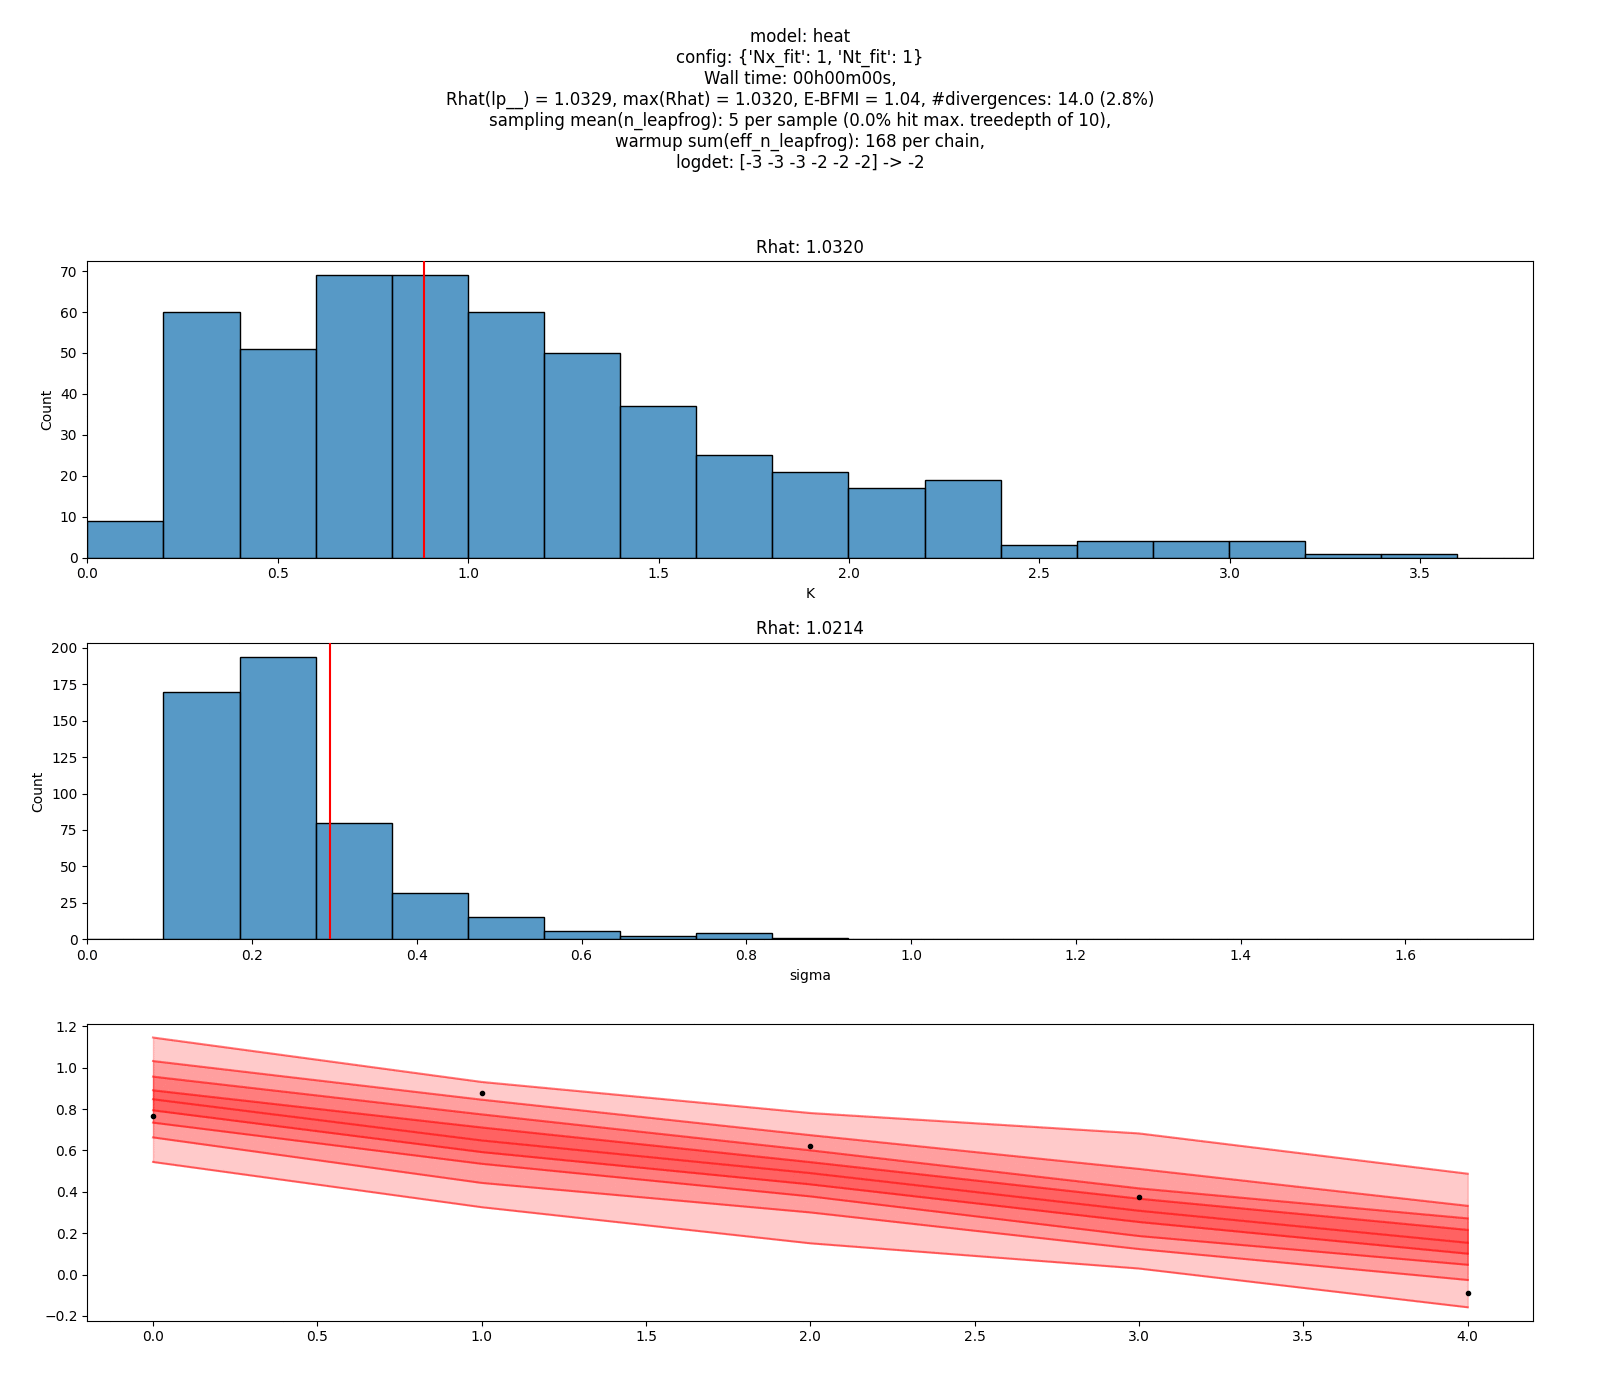 model: heat
config: {'Nx_fit': 1, 'Nt_fit': 1}
Wall time: 00h00m00s,
Rhat(lp__) = 1.0329, max(Rhat) = 1.0320, E-BFMI = 1.04, #divergences: 14.0 (2.8%)
sampling mean(n_leapfrog): 5 per sample (0.0% hit max. treedepth of 10),
warmup sum(eff_n_leapfrog): 168 per chain,
logdet: [-3 -3 -3 -2 -2 -2] -> -2
Rhat: 1.0320
70
60
50
40
30
20
10
0
Count
0.0 0.5 1.0 1.5 2.0 2.5 3.0 3.5
K
Rhat: 1.0214
200
175
150
125
100
75
50
25
0
Count
0.0 0.2 0.4 0.6 0.8 1.0 1.2 1.4 1.6
sigma
1.2
1.0
0.8
0.6
0.4
0.2
0.0
−0.2
0.0 0.5 1.0 1.5 2.0 2.5 3.0 3.5 4.0